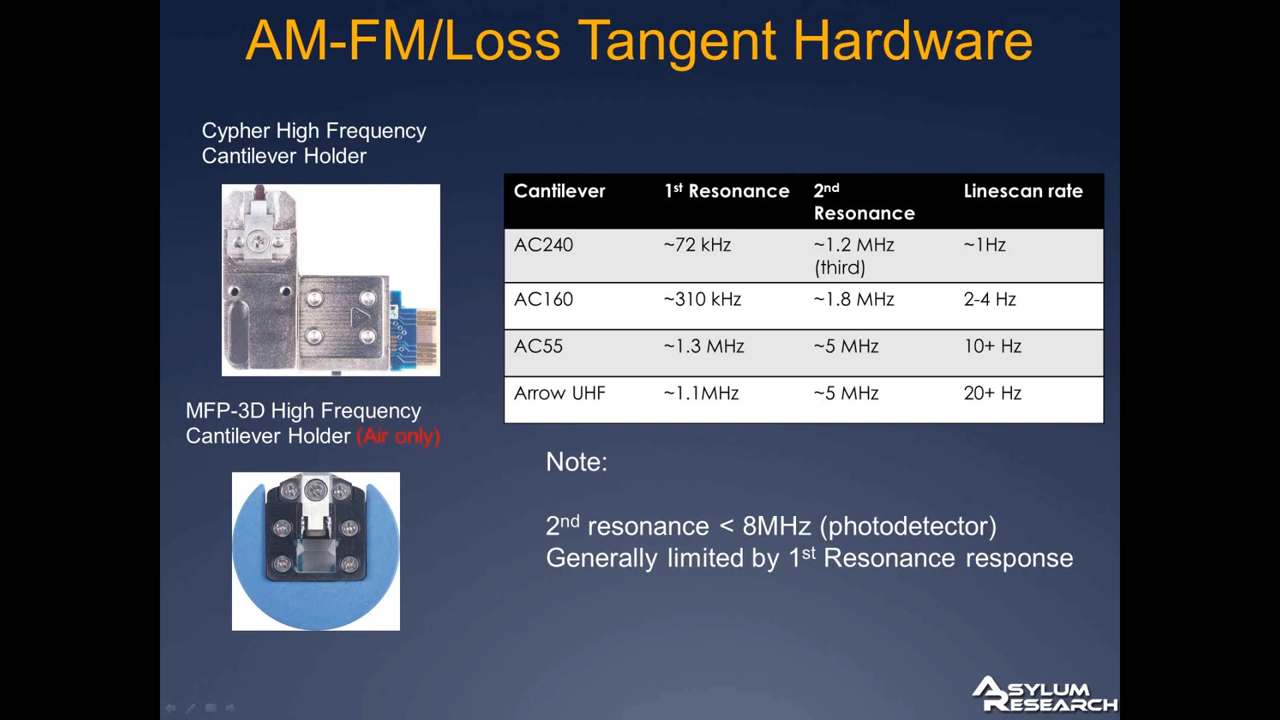 AM-FM/Loss Tangent Hardware
Cypher High Frequency
Cantilever Holder
MFP-3D High Frequency
Cantilever Holder (Air only)
Cantilever 1st Resonance 2nd Resonance Linescan rate
AC240 ~72 kHz ~1.2 MHz (third) ~1Hz
AC160 ~310 kHz ~1.8 MHz 2-4 Hz
AC55 ~1.3 MHz ~5 MHz 10+ Hz
Arrow UHF ~1.1MHz ~5 MHz 20+ Hz
Note:
2nd resonance < 8MHz (photodetector)
Generally limited by 1st Resonance response
ASYLUM
RESEARCH